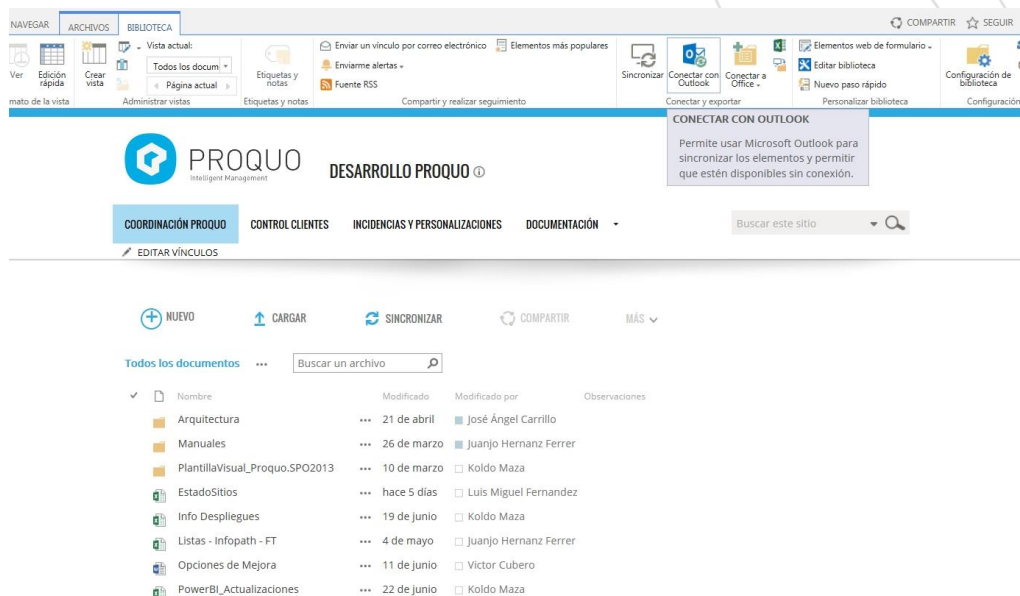 NAVEGAR ARCHIVOS BIBLIOTECA COMPARTIR SEGUIR
Ver
Edición rápida
Crear vista
Vista actual:
Todos los docum
Página actual
Etiquetas y notas
Enviar un vínculo por correo electrónico
Elementos más populares
Enviarme alertas
Fuente RSS
Sincronizar
Conectar con Outlook
Conectar a Office
Elementos web de formulario
Editar biblioteca
Nuevo paso rápido
Configuración de biblioteca
mato de la vista Administrar vistas Etiquetas y notas Compartir y realizar seguimiento Conectar y exportar Personalizar biblioteca Configuración
CONECTAR CON OUTLOOK
Permite usar Microsoft Outlook para
sincronizar los elementos y permitir
que estén disponibles sin conexión.
PROQUO
Intelligent Management
DESARROLLO PROQUO
COORDINACIÓN PROQUO CONTROL CLIENTES INCIDENCIAS Y PERSONALIZACIONES DOCUMENTACIÓN Buscar este sitio
EDITAR VÍNCULOS
NUEVO CARGAR SINCRONIZAR COMPARTIR MÁS
Todos los documentos ... Buscar un archivo
Nombre Modificado Modificado por Observaciones
Arquitectura ... 21 de abril José Ángel Carrillo
Manuales ... 26 de marzo Juanjo Hernanz Ferrer
PlantillaVisual_Proquo.SPO2013 ... 10 de marzo Koldo Maza
EstadoSitios ... hace 5 días Luis Miguel Fernandez
Info Despliegues ... 19 de junio Koldo Maza
Listas - Infopath - FT ... 4 de mayo Juanjo Hernanz Ferrer
Opciones de Mejora ... 11 de junio Victor Cubero
PowerBI_Actualizaciones ... 22 de junio Koldo Maza